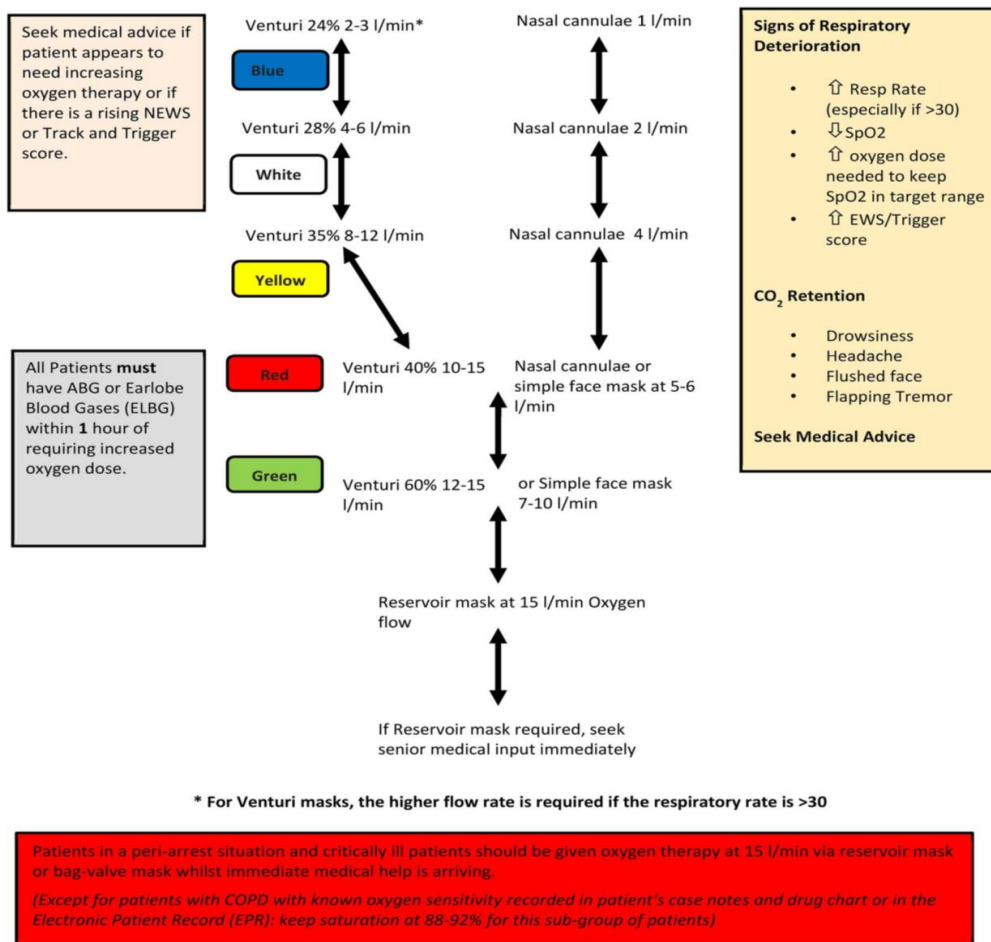 Seek medical advice if
patient appears to
need increasing
oxygen therapy or if
there is a rising NEWS
or Track and Trigger
score.
Venturi 24% 2-3 l/min*
Blue
Venturi 28% 4-6 l/min
White
Venturi 35% 8-12 l/min
Yellow
Nasal cannulae 1 l/min
Nasal cannulae 2 l/min
Nasal cannulae 4 l/min
Signs of Respiratory
Deterioration
• ⇧ Resp Rate
(especially if >30)
• ⇩ SpO2
• ⇧ oxygen dose
needed to keep
SpO2 in target range
• ⇧ EWS/Trigger
score
CO₂ Retention
• Drowsiness
• Headache
• Flushed face
• Flapping Tremor
Seek Medical Advice
All Patients must
have ABG or Earlobe
Blood Gases (ELBG)
within 1 hour of
requiring increased
oxygen dose.
Red
Venturi 40% 10-15
l/min
Nasal cannulae or
simple face mask at 5-6
l/min
Green
Venturi 60% 12-15
l/min
or Simple face mask
7-10 l/min
Reservoir mask at 15 l/min Oxygen
flow
If Reservoir mask required, seek
senior medical input immediately
* For Venturi masks, the higher flow rate is required if the respiratory rate is >30
Patients in a peri-arrest situation and critically ill patients should be given oxygen therapy at 15 l/min via reservoir mask
or bag-valve mask whilst immediate medical help is arriving.
(Except for patients with COPD with known oxygen sensitivity recorded in patient's case notes and drug chart or in the
Electronic Patient Record (EPR): keep saturation at 88-92% for this sub-group of patients)